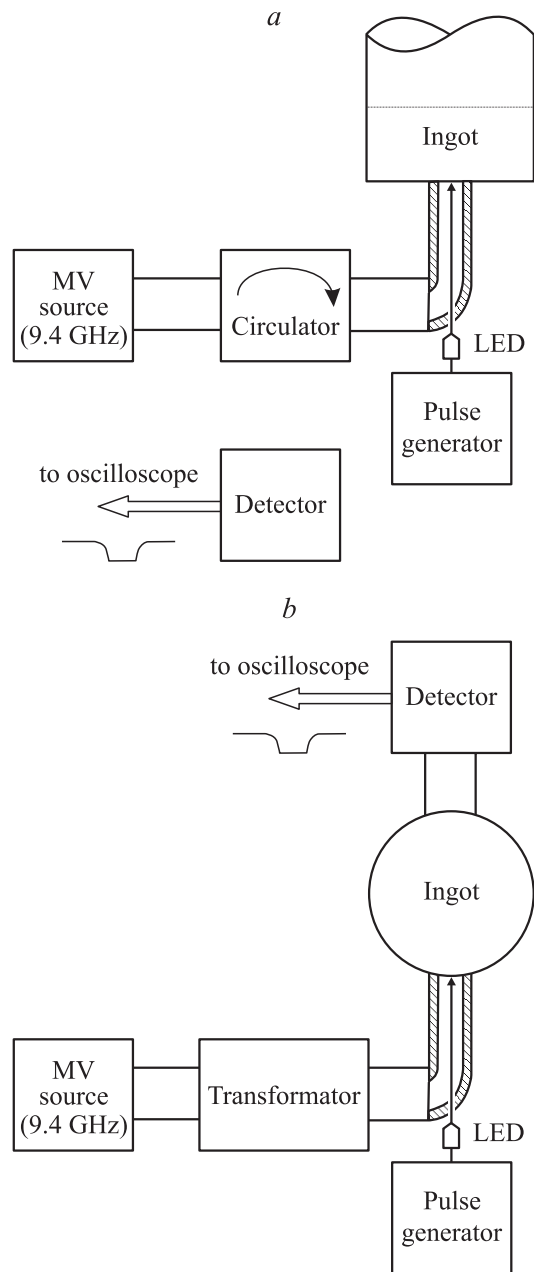 a
Ingot
MV
source
(9.4 GHz)
Circulator
LED
Pulse
generator
to oscilloscope
Detector
b
to oscilloscope
Detector
Ingot
MV
source
(9.4 GHz)
Transformator
LED
Pulse
generator